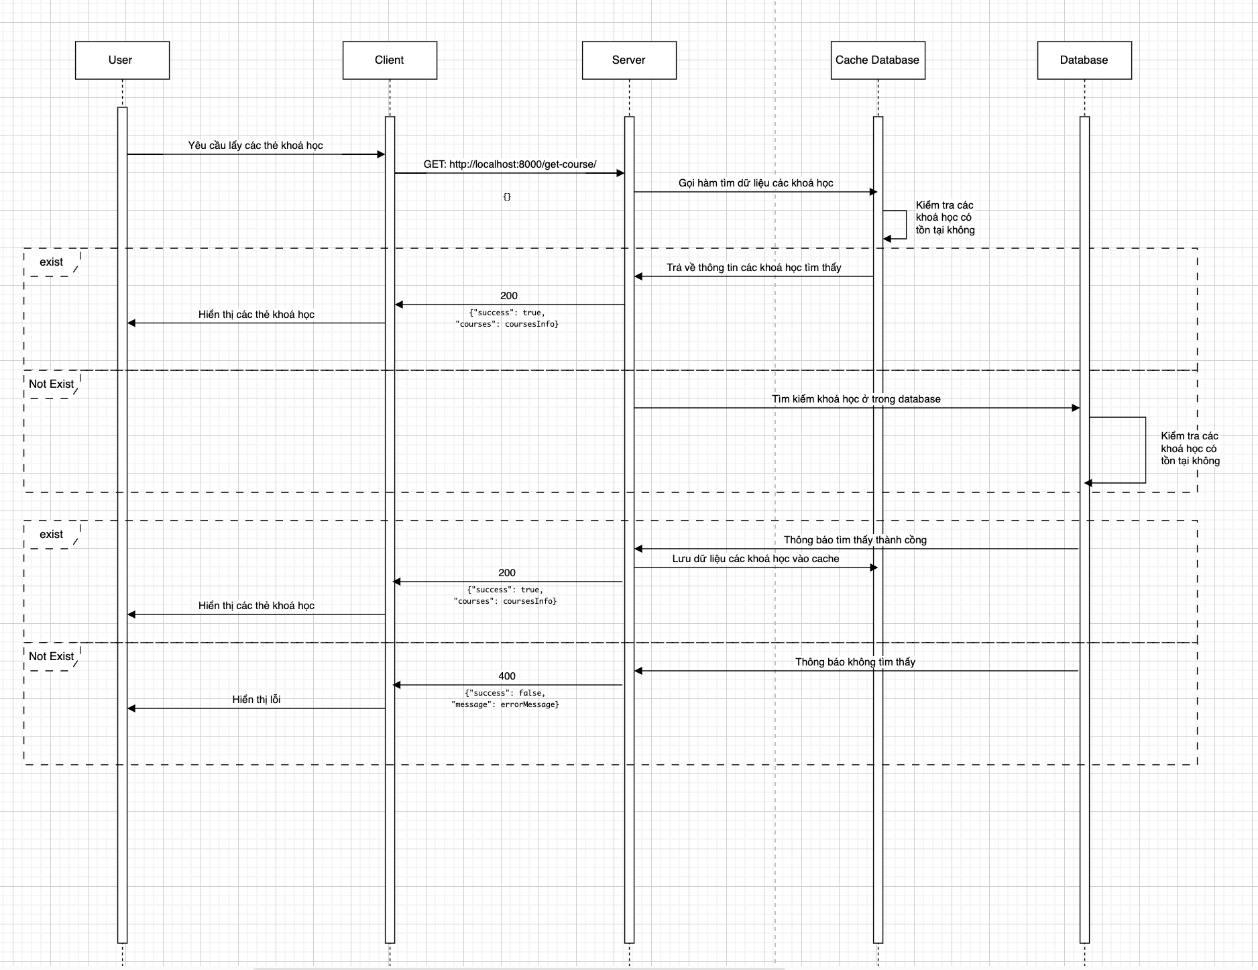 User
Client
Server
Cache Database
Database
Yêu cầu lấy các thẻ khoá học
GET: http://localhost:8000/get-course/
{}
Gọi hàm tìm dữ liệu các khoá học
Kiểm tra các
khoá học có
tồn tại không
exist
Trả về thông tin các khoá học tìm thấy
200
{"success": true,
"courses": coursesInfo}
Hiển thị các thẻ khoá học
Not Exist
Tìm kiếm khoá học ở trong database
Kiểm tra các
khoá học có
tồn tại không
exist
Thông báo tìm thấy thành công
Lưu dữ liệu các khoá học vào cache
200
{"success": true,
"courses": coursesInfo}
Hiển thị các thẻ khoá học
Not Exist
Thông báo không tìm thấy
400
{"success": false,
"message": errorMessage}
Hiển thị lỗi